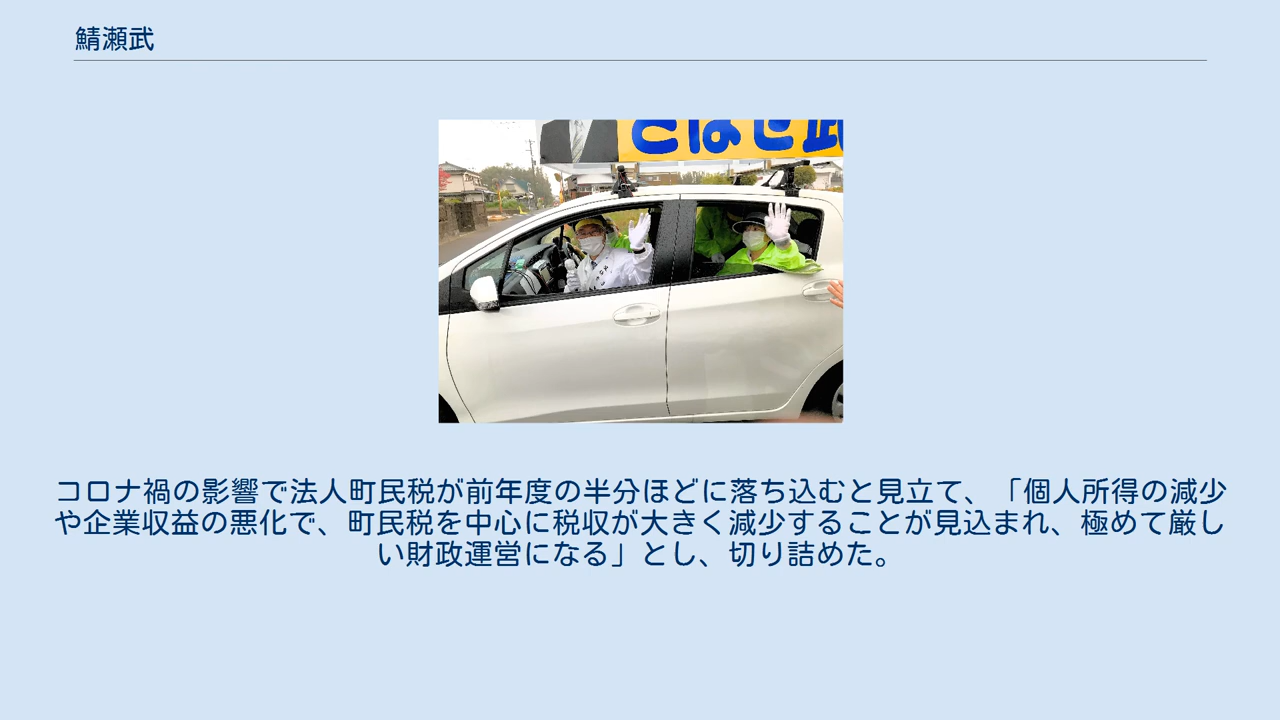 鯖瀬武
さばせ武
コロナ禍の影響で法人町民税が前年度の半分ほどに落ち込むと見立て、「個人所得の減少
や企業収益の悪化で、町民税を中心に税収が大きく減少することが見込まれ、極めて厳し
い財政運営になる」とし、切り詰めた。